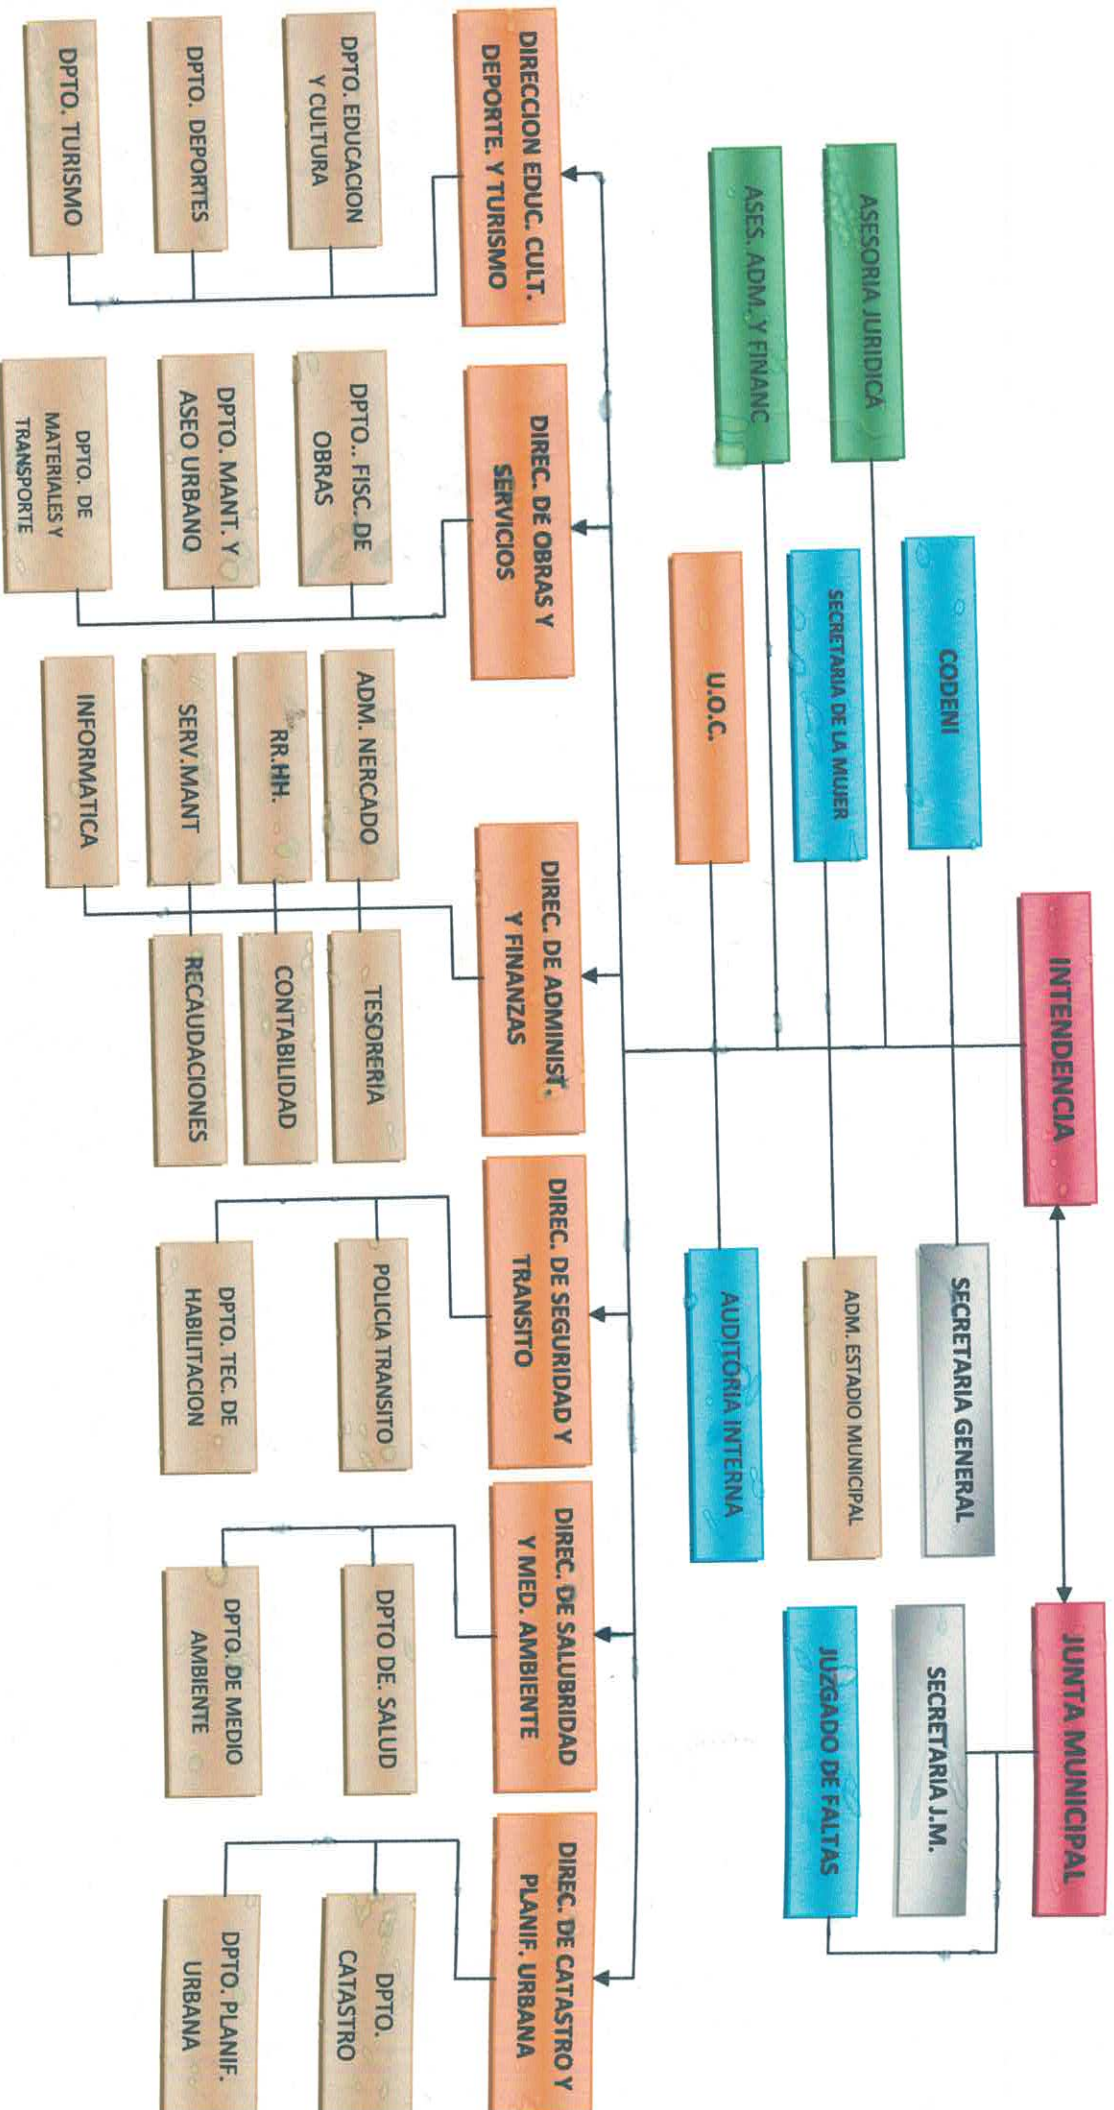 INTENDENCIA
JUNTA MUNICIPAL
CODENI
SECRETARIA GENERAL
SECRETARIA J.M.
ASESORIA JURIDICA
SECRETARIA DE LA MUJER
ADM. ESTADIO MUNICIPAL
JUZGADO DE FALTAS
ASES. ADM. Y FINANC
U.O.C.
AUDITORIA INTERNA
DIRECCION EDUC. CULT.
DEPORTE. Y TURISMO
DIREC. DE OBRAS Y
SERVICIOS
DIREC. DE ADMINIST.
Y FINANZAS
DIREC. DE SEGURIDAD Y
TRANSITO
DIREC. DE SALUBRIDAD
Y MED. AMBIENTE
DIREC. DE CATASTRO Y
PLANIF. URBANA
DPTO. EDUCACION
Y CULTURA
DPTO. DEPORTES
DPTO. TURISMO
DPTO.. FISC. DE
OBRAS
DPTO. MANT. Y
ASEO URBANO
DPTO. DE
MATERIALES Y
TRANSPORTE
ADM. NERCADO
TESORERIA
RR.HH.
CONTABILIDAD
SERV.MANT
RECAUDACIONES
INFORMATICA
POLICIA TRANSITO
DPTO. TEC. DE
HABILITACION
DPTO DE. SALUD
DPTO. DE MEDIO
AMBIENTE
DPTO.
CATASTRO
DPTO. PLANIF.
URBANA